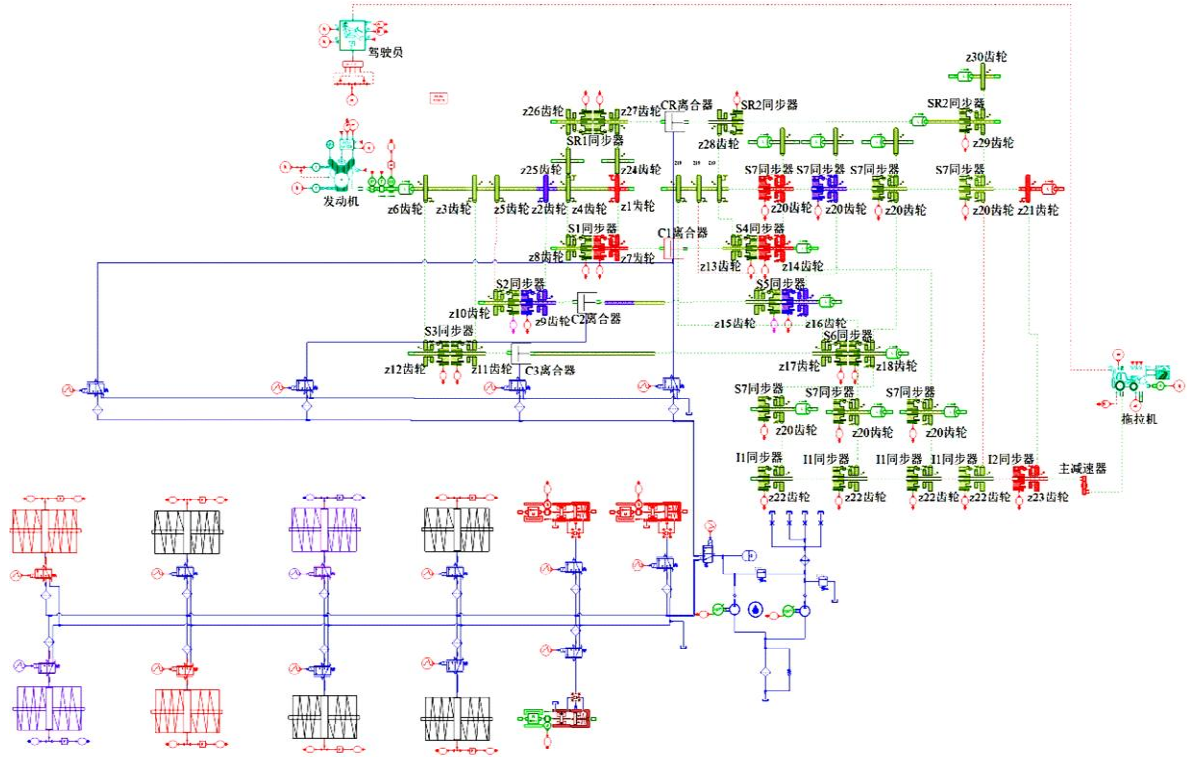 驾驶员
z30齿轮
z26齿轮
z27齿轮
CR离合器
SR2同步器
SR2同步器
SR1同步器
z28齿轮
z29齿轮
z25齿轮
z24齿轮
S7同步器
S7同步器
S7同步器
S7同步器
发动机
z6齿轮
z3齿轮
z5齿轮
z2齿轮
z4齿轮
z1齿轮
z20齿轮
z20齿轮
z20齿轮
z20齿轮
z21齿轮
S1同步器
C1离合器
S4同步器
z8齿轮
z7齿轮
z13齿轮
z14齿轮
S2同步器
S5同步器
z10齿轮
z9齿轮
C2离合器
z15齿轮
z16齿轮
S3同步器
S6同步器
z12齿轮
z11齿轮
C3离合器
z17齿轮
z18齿轮
S7同步器
S7同步器
S7同步器
z20齿轮
z20齿轮
z20齿轮
拖拉机
I1同步器
I1同步器
I1同步器
I1同步器
I2同步器
主减速器
z22齿轮
z22齿轮
z22齿轮
z22齿轮
z23齿轮